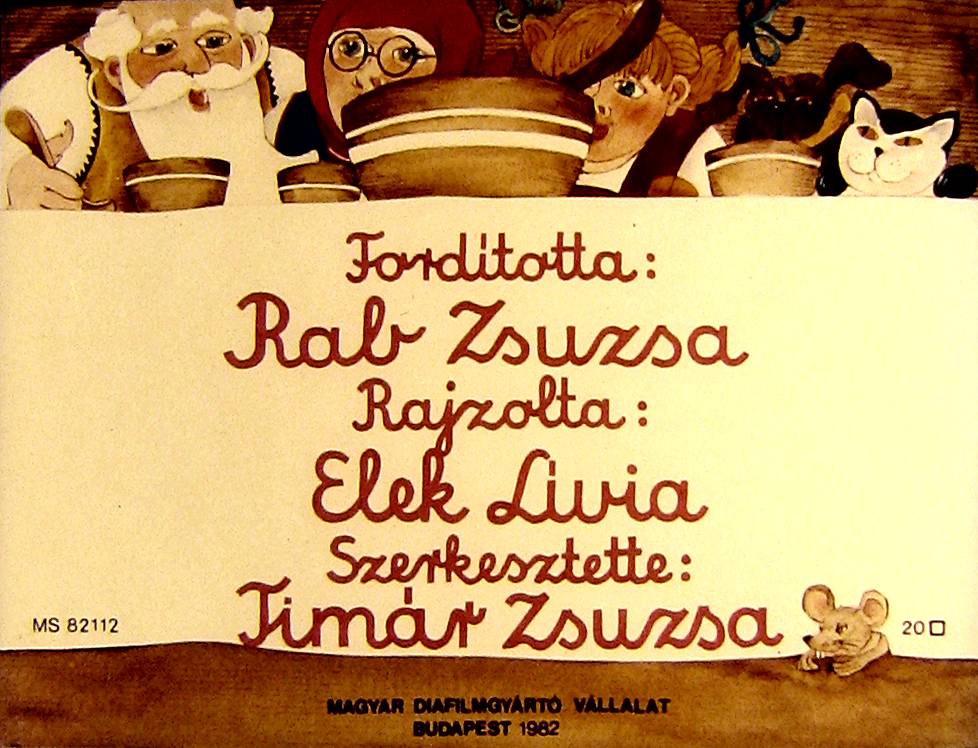 Fordította:
Rab Zsuzsa
Rajzolta:
Elek Lívia
Szerkesztette:
Tímár Zsuzsa
MS 82112
20 □
MAGYAR DIAFILMGYÁRTÓ VÁLLALAT
BUDAPEST 1982